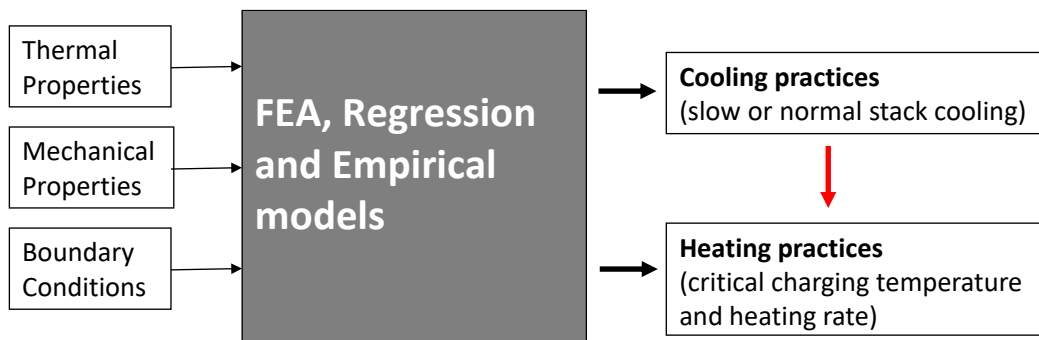 Thermal
Properties
Mechanical
Properties
Boundary
Conditions
FEA, Regression
and Empirical
models
Cooling practices
(slow or normal stack cooling)
Heating practices
(critical charging temperature
and heating rate)